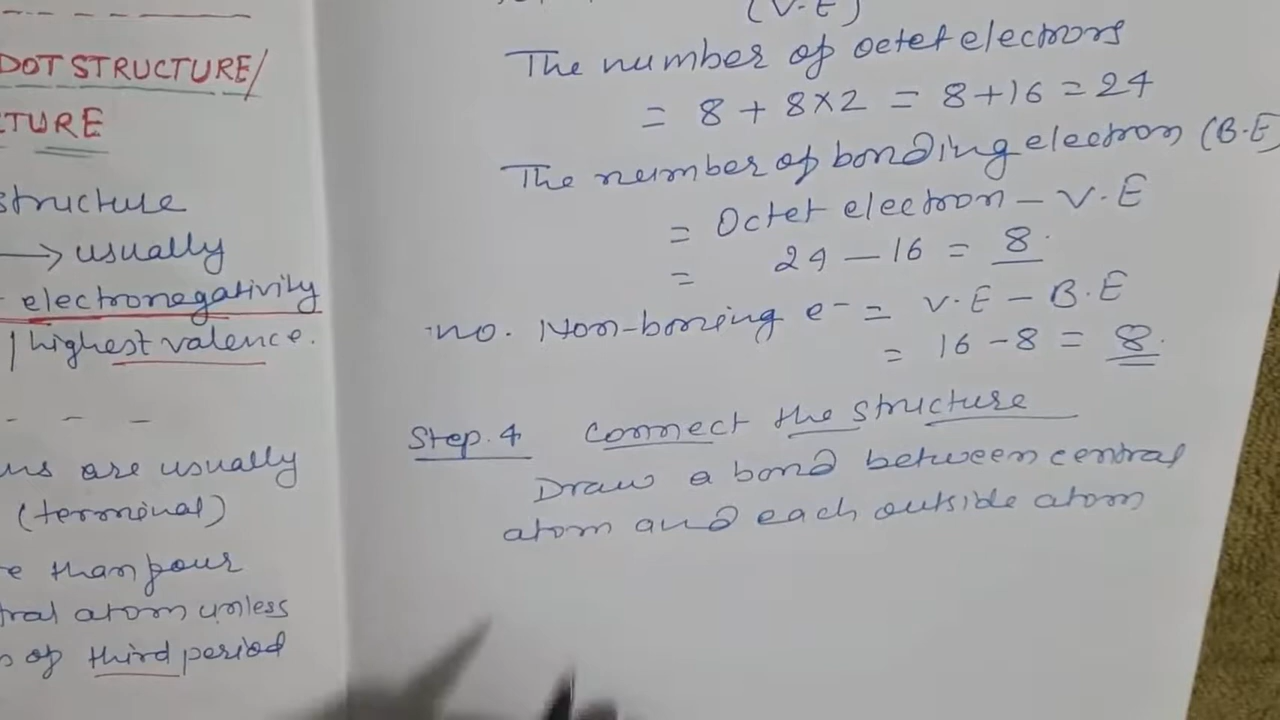 DOT STRUCTURE/
TURE
structure
→ usually
electronegativity
highest valence.
are usually
(terminal)
than four
atom unless
of third period
(V.E)
The number of octet electrons
= 8 + 8×2 = 8+16 = 24
The number of bonding electron (B.E)
= Octet electron – V.E
= 24 – 16 = 8.
no. Non-boning e⁻ = V.E – B.E
= 16 – 8 = 8.
Step. 4 Connect the structure
Draw a bond between central
atom and each outside atom